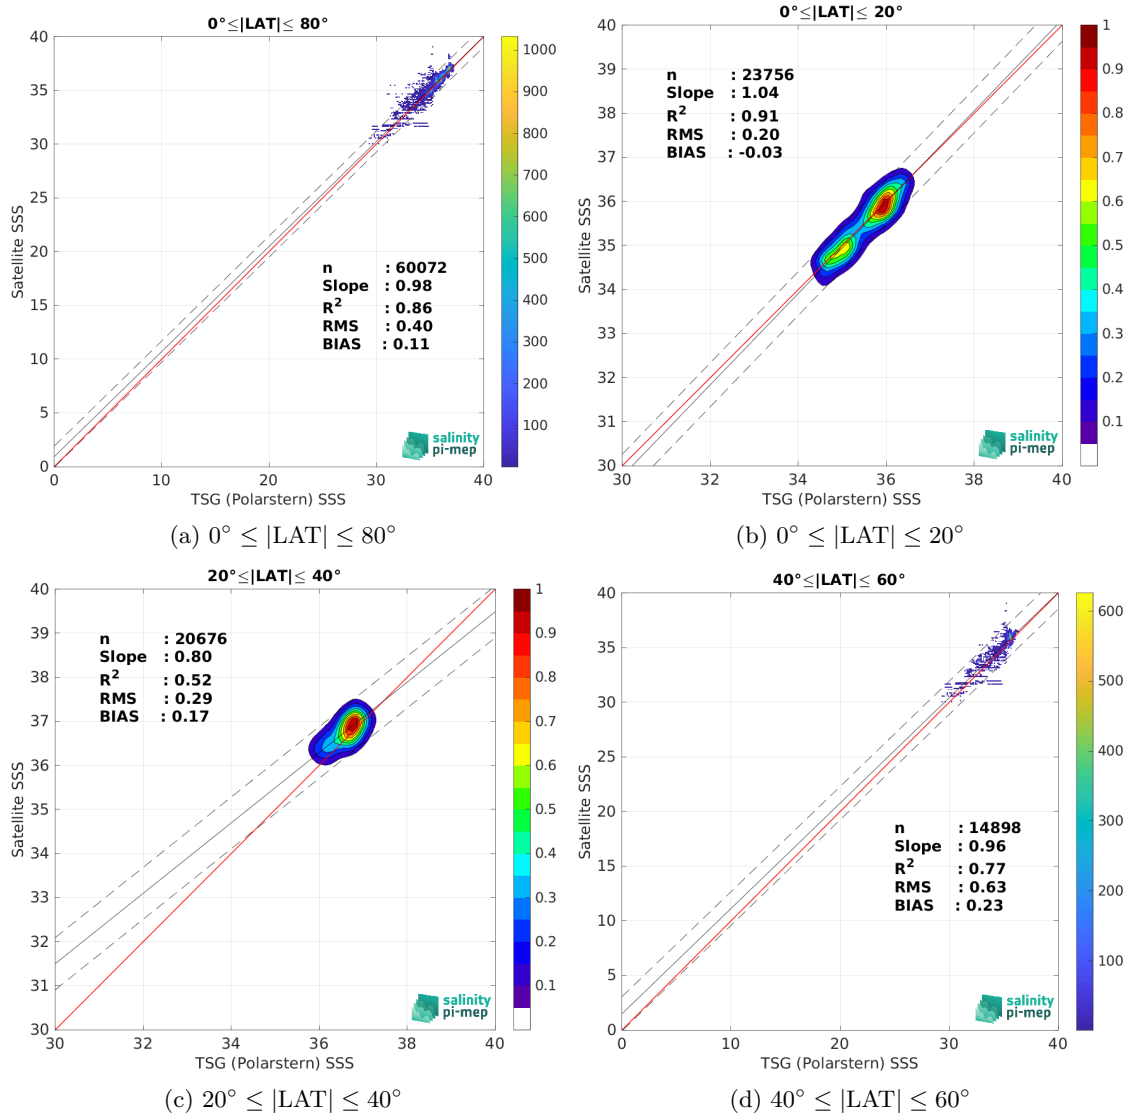 0°≤|LAT|≤ 80°
40
35
30
25
20
15
10
5
0
0
10
20
30
40
Satellite SSS
TSG (Polarstern) SSS
n : 60072
Slope : 0.98
R² : 0.86
RMS : 0.40
BIAS : 0.11
salinity
pi-mep
1000
900
800
700
600
500
400
300
200
100
(a) 0° ≤ |LAT| ≤ 80°
0°≤|LAT|≤ 20°
40
39
38
37
36
35
34
33
32
31
30
30
32
34
36
38
40
Satellite SSS
TSG (Polarstern) SSS
n : 23756
Slope : 1.04
R² : 0.91
RMS : 0.20
BIAS : -0.03
salinity
pi-mep
1
0.9
0.8
0.7
0.6
0.5
0.4
0.3
0.2
0.1
(b) 0° ≤ |LAT| ≤ 20°
20°≤|LAT|≤ 40°
40
39
38
37
36
35
34
33
32
31
30
30
32
34
36
38
40
Satellite SSS
TSG (Polarstern) SSS
n : 20676
Slope : 0.80
R² : 0.52
RMS : 0.29
BIAS : 0.17
salinity
pi-mep
1
0.9
0.8
0.7
0.6
0.5
0.4
0.3
0.2
0.1
(c) 20° ≤ |LAT| ≤ 40°
40°≤|LAT|≤ 60°
40
35
30
25
20
15
10
5
0
0
10
20
30
40
Satellite SSS
TSG (Polarstern) SSS
n : 14898
Slope : 0.96
R² : 0.77
RMS : 0.63
BIAS : 0.23
salinity
pi-mep
600
500
400
300
200
100
(d) 40° ≤ |LAT| ≤ 60°